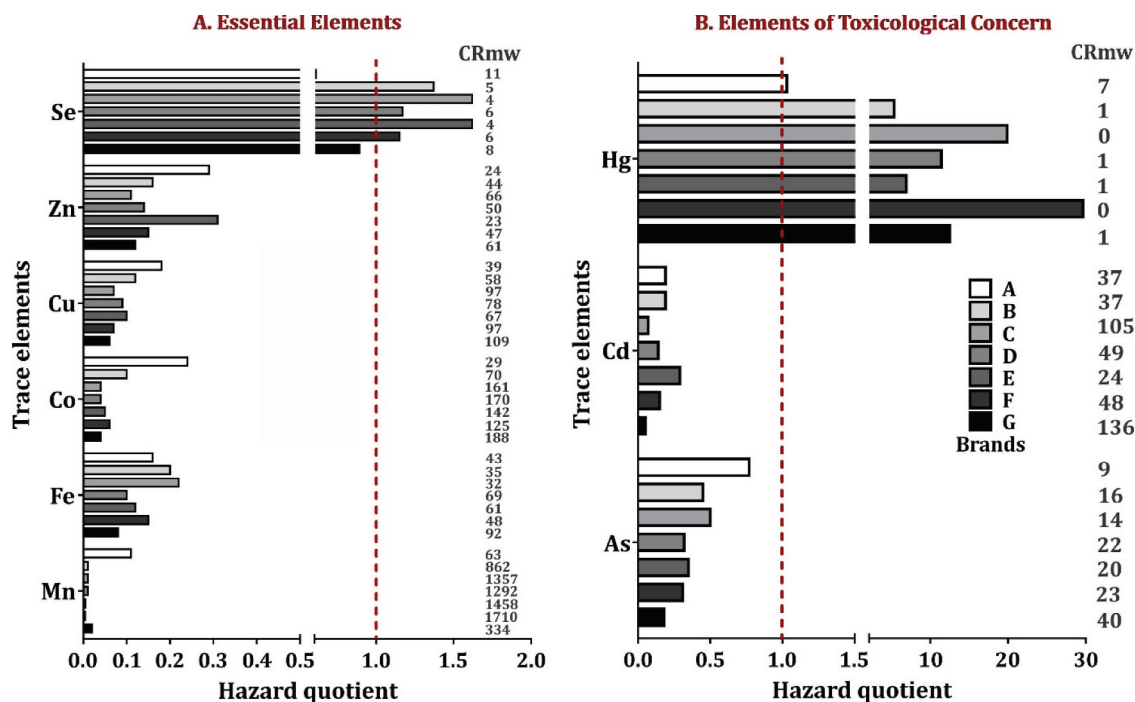 A. Essential Elements
CRmw
Se
11
5
4
6
4
6
8
Zn
24
44
66
50
23
47
61
Cu
39
58
97
78
67
97
109
Co
29
70
161
170
142
125
188
Fe
43
35
32
69
61
48
92
Mn
63
862
1357
1292
1458
1710
334
Trace elements
0.0 0.1 0.2 0.3 0.4 0.5 1.0 1.5 2.0
Hazard quotient
B. Elements of Toxicological Concern
CRmw
Hg
7
1
0
1
1
0
1
Cd
37
37
105
49
24
48
136
As
9
16
14
22
20
23
40
A
B
C
D
E
F
G
Brands
Trace elements
0.0 0.5 1.0 1.5 10 20 30
Hazard quotient